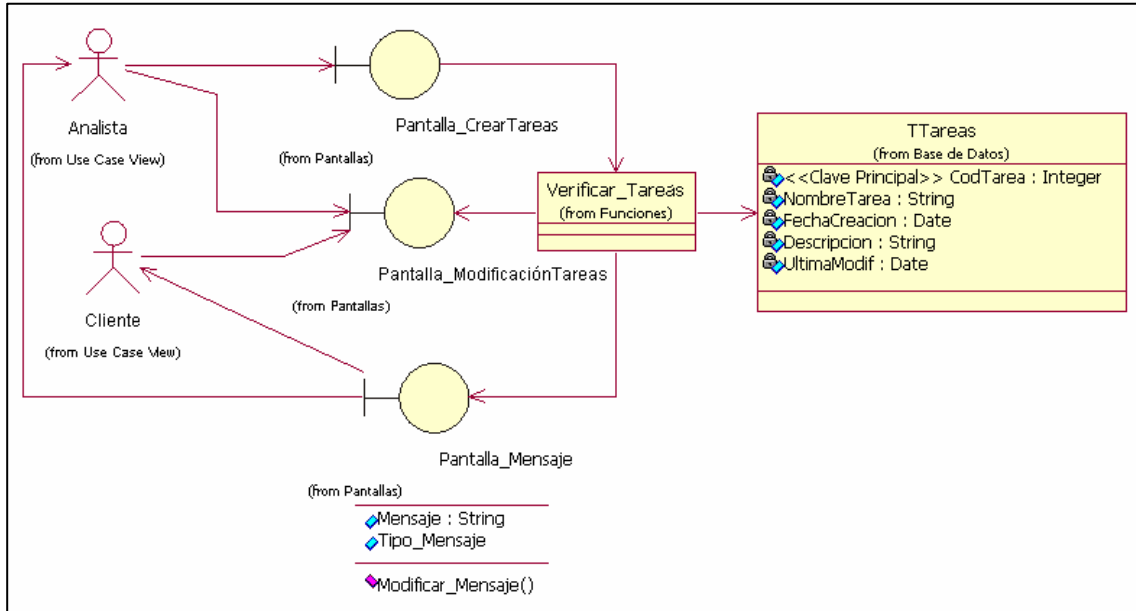 Analista
(from Use Case View)
Pantalla_CrearTareas
(from Pantallas)
TTareas
(from Base de Datos)
<<Clave Principal>> CodTarea : Integer
NombreTarea : String
FechaCreacion : Date
Descripcion : String
UltimaModif : Date
Verificar_Tareas
(from Funciones)
Pantalla_ModificaciónTareas
(from Pantallas)
Cliente
(from Use Case View)
Pantalla_Mensaje
(from Pantallas)
Mensaje : String
Tipo_Mensaje
Modificar_Mensaje()